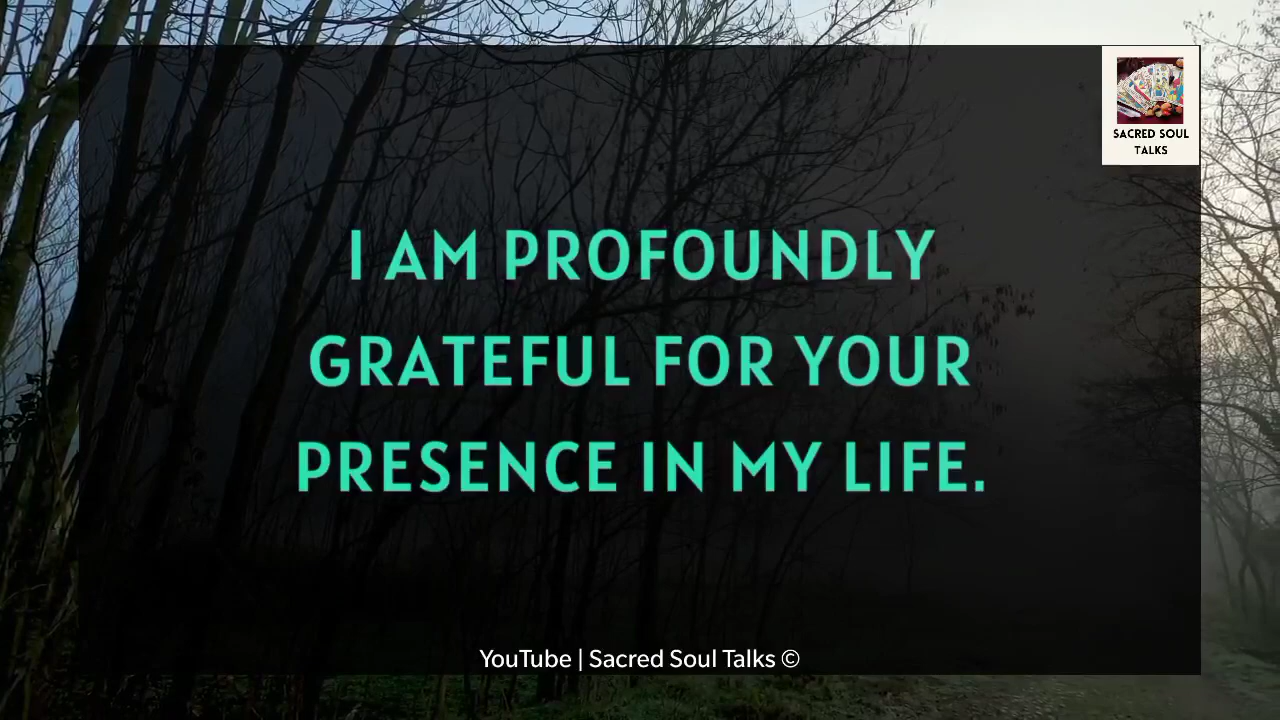 SACRED SOUL
TALKS
I AM PROFOUNDLY
GRATEFUL FOR YOUR
PRESENCE IN MY LIFE.
YouTube | Sacred Soul Talks ©